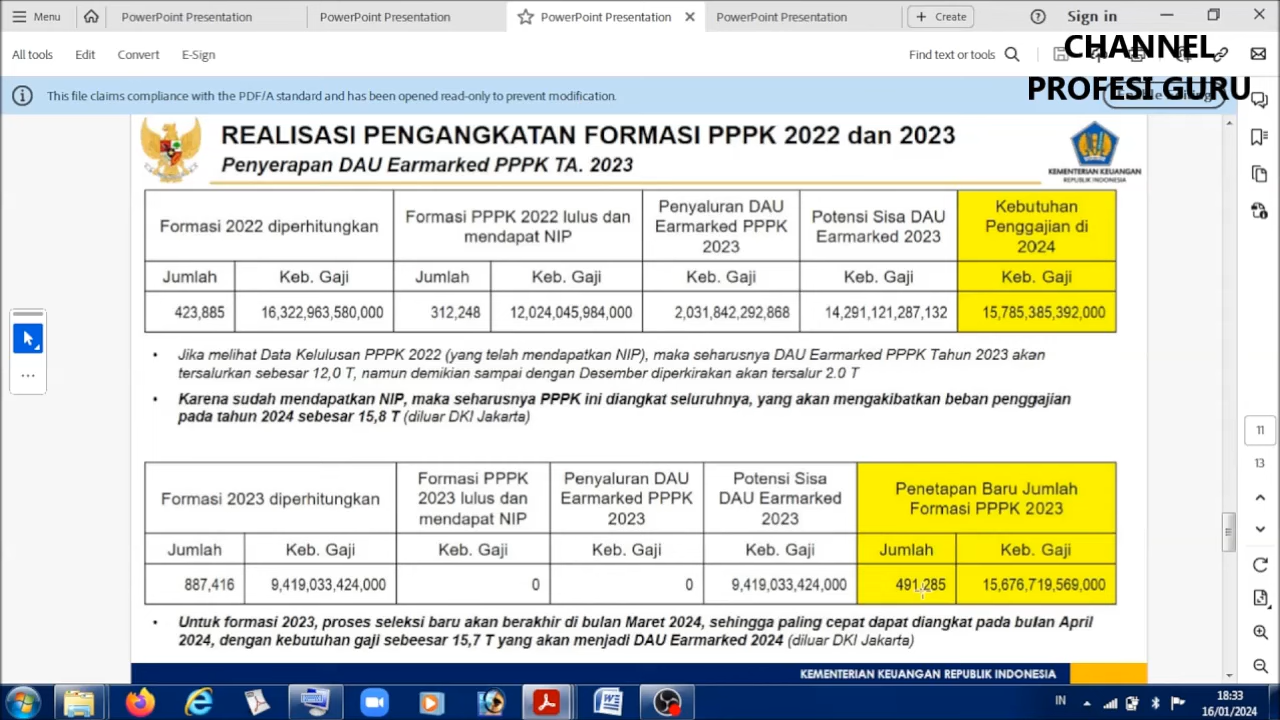 Menu
PowerPoint Presentation
PowerPoint Presentation
PowerPoint Presentation
PowerPoint Presentation
Create
Sign in
All tools
Edit
Convert
E-Sign
Find text or tools
CHANNEL
PROFESI GURU
This file claims compliance with the PDF/A standard and has been opened read-only to prevent modification.
REALISASI PENGANGKATAN FORMASI PPPK 2022 dan 2023
Penyerapan DAU Earmarked PPPK TA. 2023
KEMENTERIAN KEUANGAN
REPUBLIK INDONESIA
Formasi 2022 diperhitungkan
Formasi PPPK 2022 lulus dan
mendapat NIP
Penyaluran DAU
Earmarked PPPK
2023
Potensi Sisa DAU
Earmarked 2023
Kebutuhan
Penggajian di
2024
Jumlah
Keb. Gaji
Jumlah
Keb. Gaji
Keb. Gaji
Keb. Gaji
Keb. Gaji
423,885
16,322,963,580,000
312,248
12,024,045,984,000
2,031,842,292,868
14,291,121,287,132
15,785,385,392,000
• Jika melihat Data Kelulusan PPPK 2022 (yang telah mendapatkan NIP), maka seharusnya DAU Earmarked PPPK Tahun 2023 akan
tersalurkan sebesar 12,0 T, namun demikian sampai dengan Desember diperkirakan akan tersalur 2.0 T
• Karena sudah mendapatkan NIP, maka seharusnya PPPK ini diangkat seluruhnya, yang akan mengakibatkan beban penggajian
pada tahun 2024 sebesar 15,8 T (diluar DKI Jakarta)
Formasi 2023 diperhitungkan
Formasi PPPK
2023 lulus dan
mendapat NIP
Penyaluran DAU
Earmarked PPPK
2023
Potensi Sisa
DAU Earmarked
2023
Penetapan Baru Jumlah
Formasi PPPK 2023
Jumlah
Keb. Gaji
Keb. Gaji
Keb. Gaji
Keb. Gaji
Jumlah
Keb. Gaji
887,416
9,419,033,424,000
0
0
9,419,033,424,000
491,285
15,676,719,569,000
• Untuk formasi 2023, proses seleksi baru akan berakhir di bulan Maret 2024, sehingga paling cepat dapat diangkat pada bulan April
2024, dengan kebutuhan gaji sebeesar 15,7 T yang akan menjadi DAU Earmarked 2024 (diluar DKI Jakarta)
KEMENTERIAN KEUANGAN REPUBLIK INDONESIA
11
13
IN
18:33
16/01/2024